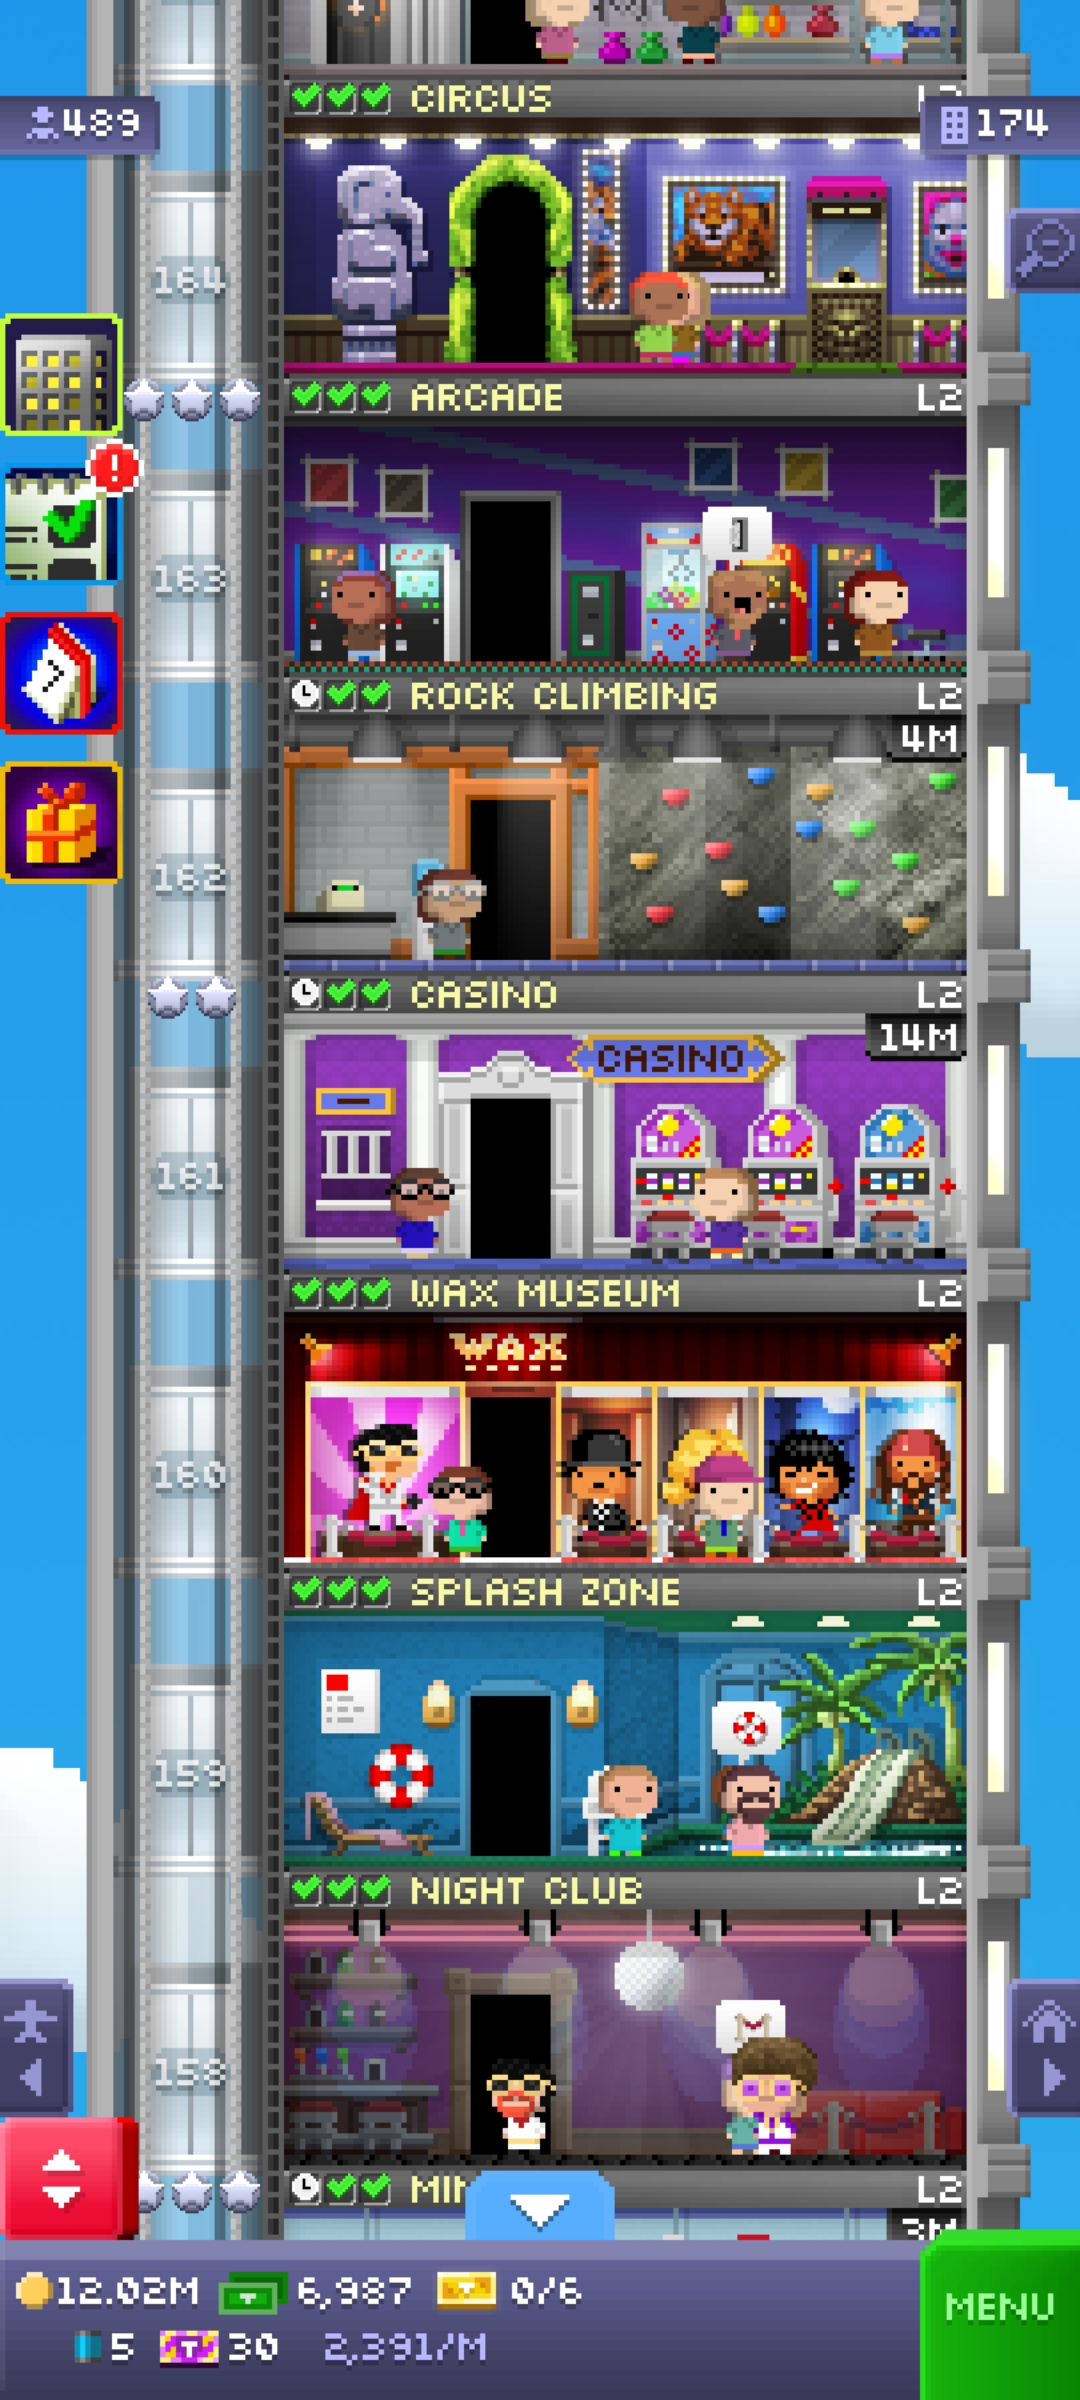 CIRCUS
489
174
164
ARCADE L2
163
ROCK CLIMBING L2
4M
162
CASINO L2
14M
CASINO
161
WAX MUSEUM L2
WAX
160
SPLASH ZONE L2
159
NIGHT CLUB L2
158
L2
3M
12.02M 6,987 0/6
MENU
5 T 30 2,391/M